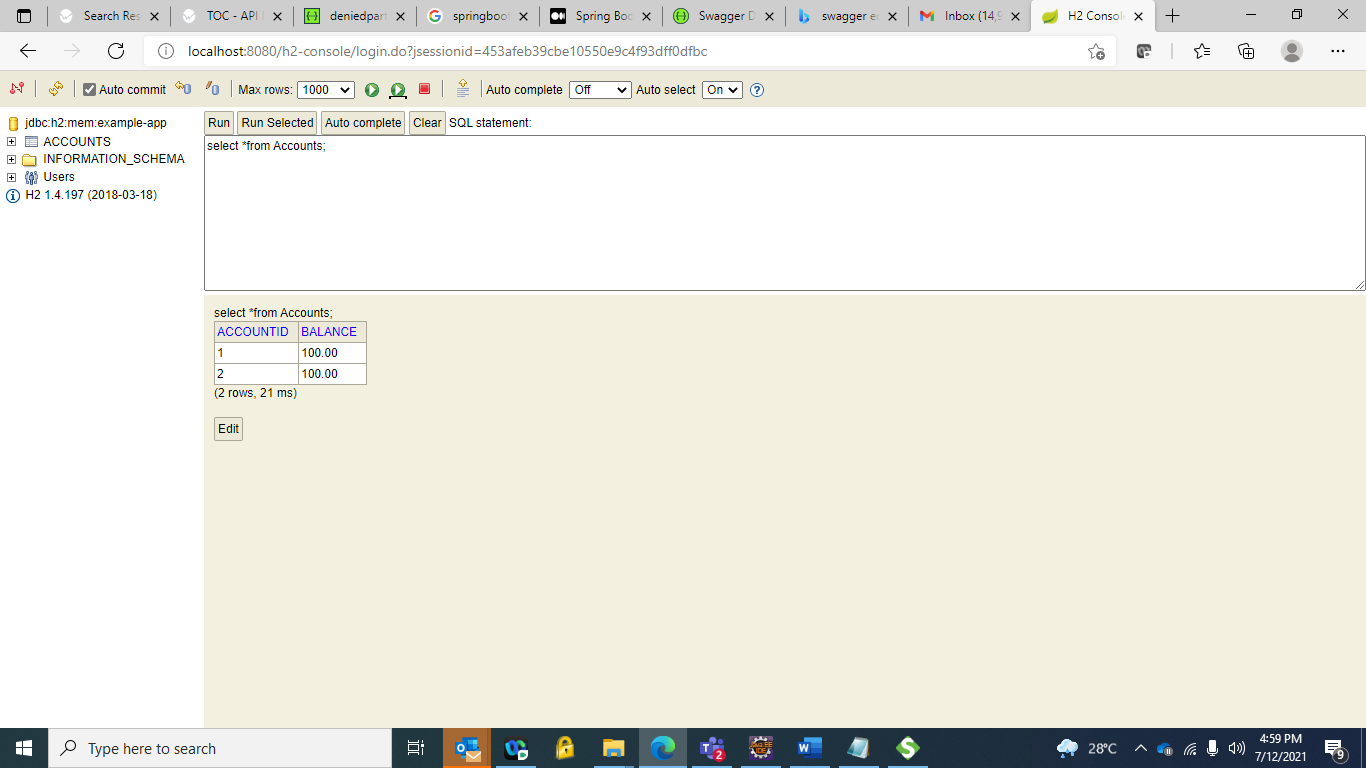 Search Res
TOC - API
deniedpart
springboot
Spring Boo
Swagger D
swagger e
Inbox (14,9
H2 Consol
localhost:8080/h2-console/login.do?jsessionid=453afeb39cbe10550e9c4f93dff0dfbc
Auto commit
Max rows:
1000
Auto complete
Off
Auto select
On
jdbc:h2:mem:example-app
ACCOUNTS
INFORMATION_SCHEMA
Users
H2 1.4.197 (2018-03-18)
Run
Run Selected
Auto complete
Clear
SQL statement:
select *from Accounts;
select *from Accounts;
ACCOUNTID BALANCE
1 100.00
2 100.00
(2 rows, 21 ms)
Edit
Type here to search
2
28°C
4:59 PM
7/12/2021
9